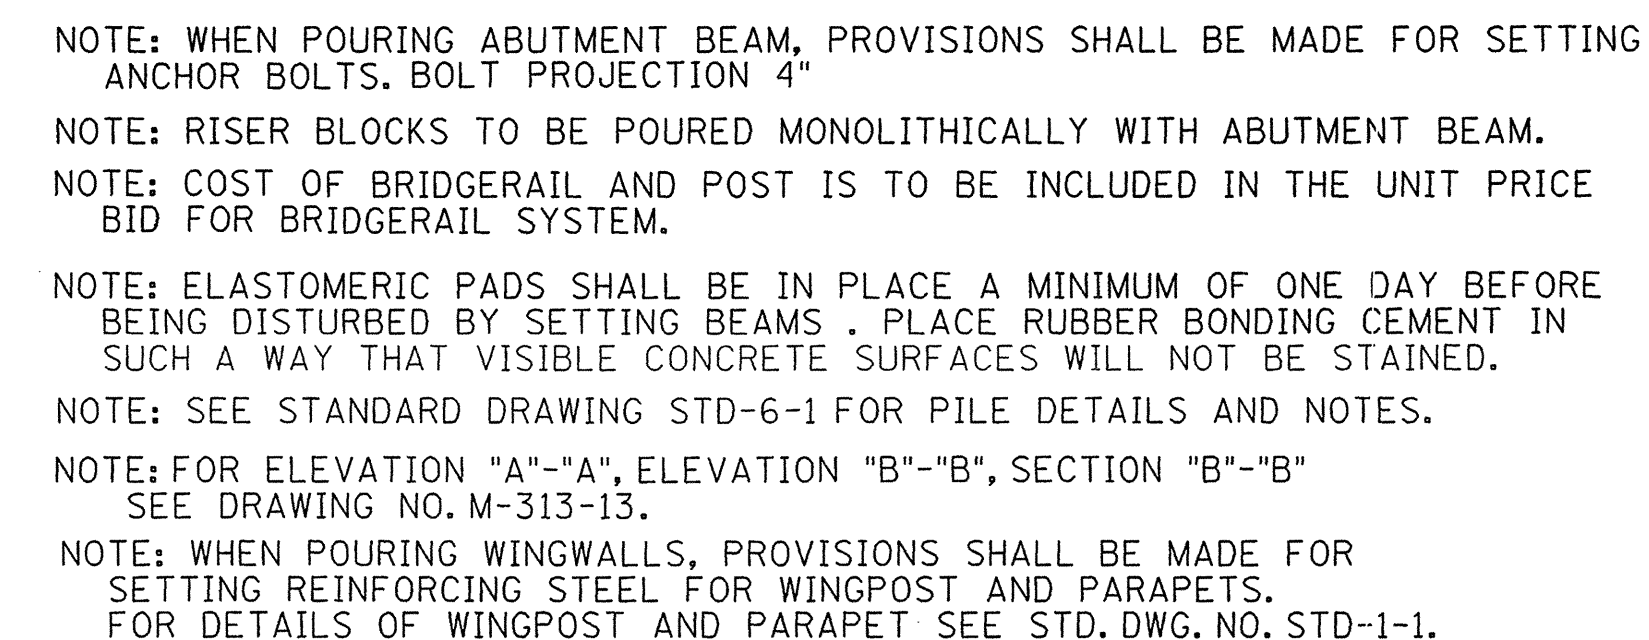 NOTE: WHEN POURING ABUTMENT BEAM, PROVISIONS SHALL BE MADE FOR SETTING
ANCHOR BOLTS. BOLT PROJECTION 4"
NOTE: RISER BLOCKS TO BE POURED MONOLITHICALLY WITH ABUTMENT BEAM.
NOTE: COST OF BRIDGERAIL AND POST IS TO BE INCLUDED IN THE UNIT PRICE
BID FOR BRIDGERAIL SYSTEM.
NOTE: ELASTOMERIC PADS SHALL BE IN PLACE A MINIMUM OF ONE DAY BEFORE
BEING DISTURBED BY SETTING BEAMS . PLACE RUBBER BONDING CEMENT IN
SUCH A WAY THAT VISIBLE CONCRETE SURFACES WILL NOT BE STAINED.
NOTE: SEE STANDARD DRAWING STD-6-1 FOR PILE DETAILS AND NOTES.
NOTE: FOR ELEVATION "A"-"A", ELEVATION "B"-"B", SECTION "B"-"B"
SEE DRAWING NO. M-313-13.
NOTE: WHEN POURING WINGWALLS, PROVISIONS SHALL BE MADE FOR
SETTING REINFORCING STEEL FOR WINGPOST AND PARAPETS.
FOR DETAILS OF WINGPOST AND PARAPET SEE STD. DWG. NO. STD-1-1.